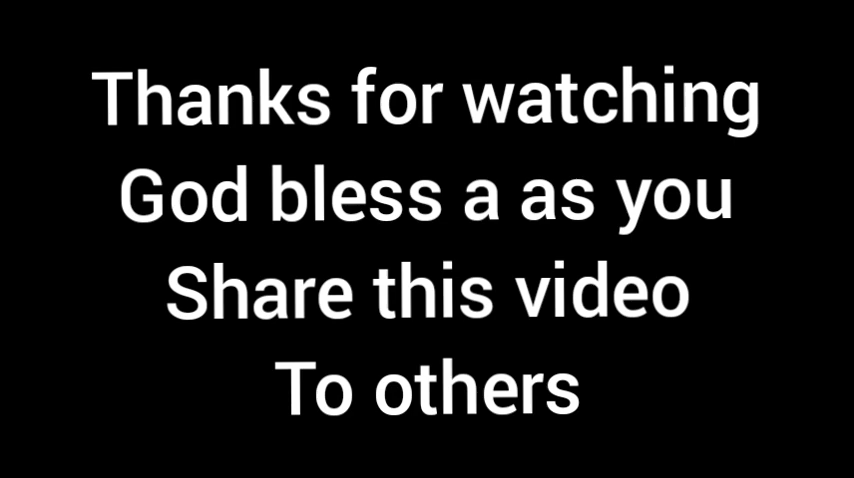 Thanks for watching
God bless a as you
Share this video
To others